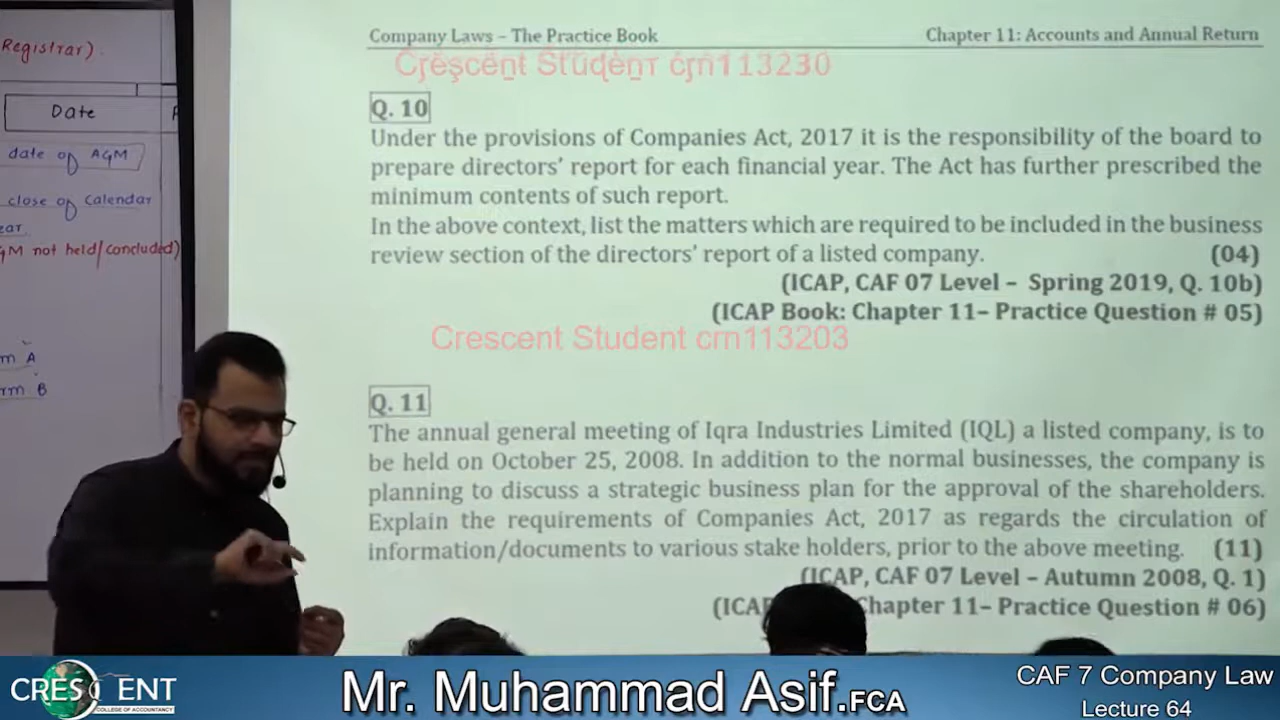 Registrar).
Date
date of AGM
close of Calendar
ear
GM not held/concluded)
m A
rm B
Company Laws – The Practice Book
Chapter 11: Accounts and Annual Return
Crescent Student crn113230
Q. 10
Under the provisions of Companies Act, 2017 it is the responsibility of the board to
prepare directors' report for each financial year. The Act has further prescribed the
minimum contents of such report.
In the above context, list the matters which are required to be included in the business
review section of the directors' report of a listed company. (04)
(ICAP, CAF 07 Level – Spring 2019, Q. 10b)
(ICAP Book: Chapter 11– Practice Question # 05)
Crescent Student crn113203
Q. 11
The annual general meeting of Iqra Industries Limited (IQL) a listed company, is to
be held on October 25, 2008. In addition to the normal businesses, the company is
planning to discuss a strategic business plan for the approval of the shareholders.
Explain the requirements of Companies Act, 2017 as regards the circulation of
information/documents to various stake holders, prior to the above meeting. (11)
(ICAP, CAF 07 Level – Autumn 2008, Q. 1)
(ICA Chapter 11– Practice Question # 06)
CRESCENT
COLLEGE OF ACCOUNTANCY
Mr. Muhammad Asif.FCA
CAF 7 Company Law
Lecture 64